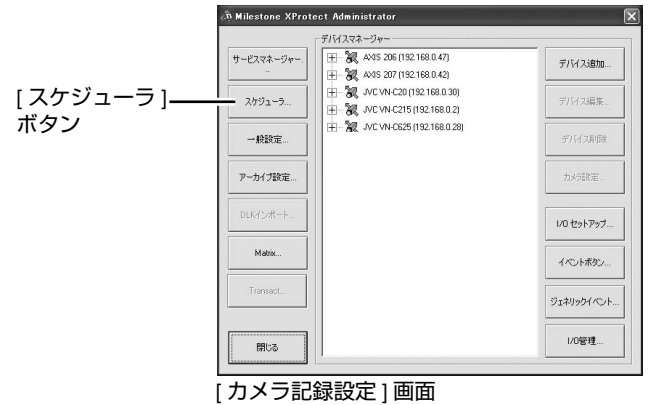 Milestone XProtect Administrator
デバイスマネージャー
サービスマネージャー...
スケジューラ...
一般設定...
アーカイブ設定...
DLKインポート...
Matrix...
Transact...
閉じる
AXIS 206 (192.168.0.47)
AXIS 207 (192.168.0.42)
JVC VN-C20 (192.168.0.30)
JVC VN-C215 (192.168.0.2)
JVC VN-C625 (192.168.0.28)
デバイス追加...
デバイス編集...
デバイス削除
カメラ設定...
I/O セットアップ...
イベントボタン...
ジェネリックイベント...
I/O管理...
[ スケジューラ ]
ボタン
[ カメラ記録設定 ] 画面